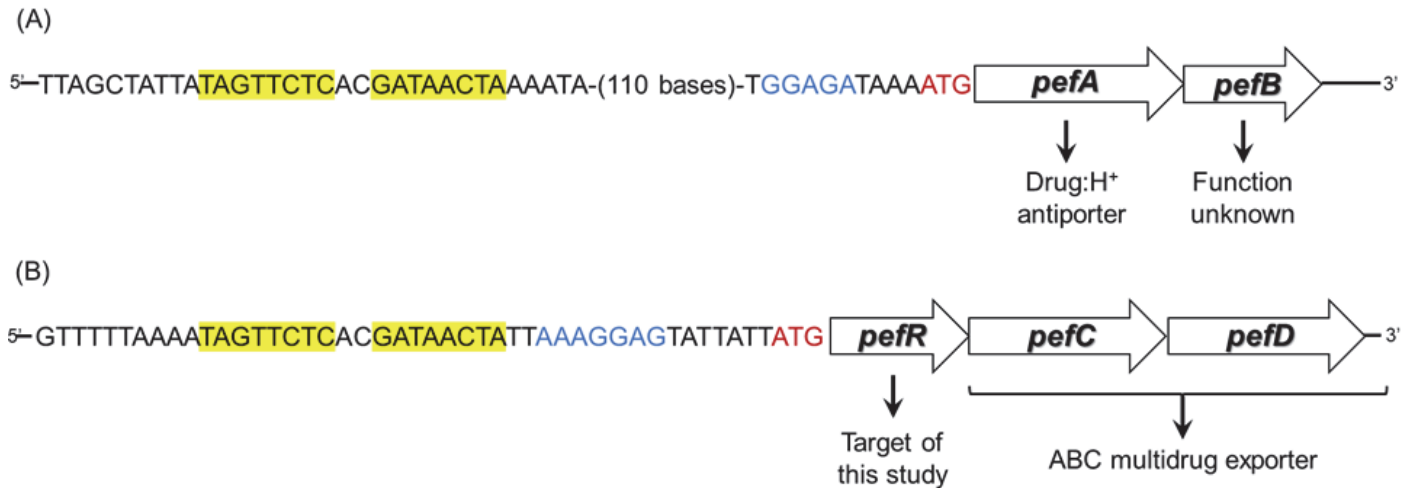 (A)
5’ TTAGCTATTATAGTTCTCACGATAACTAAAATA-(110 bases)-TGGAGATAAAATG pefA pefB 3’
Drug:H⁺ Function
antiporter unknown
(B)
5’ GTTTTTAAAATAGTTCTCACGATAACTATTAAAGGAGTATTATTATG pefR pefC pefD 3’
Target of ABC multidrug exporter
this study